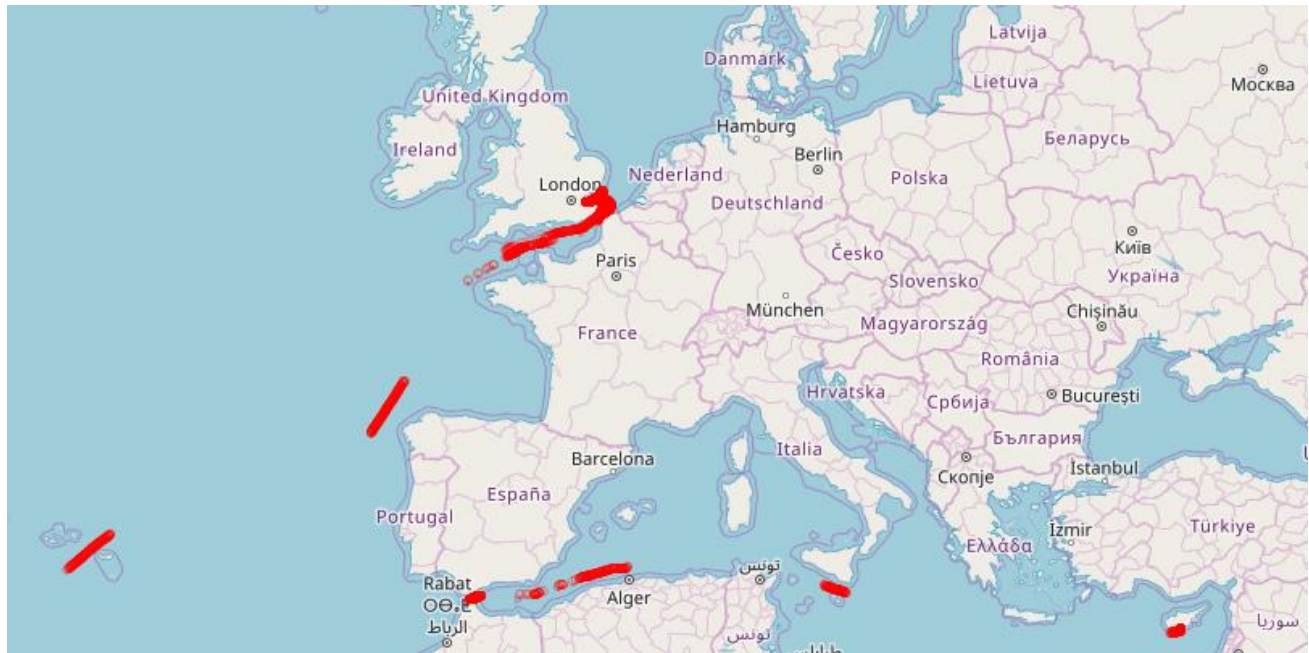 Latvija
Danmark
Москва
Lietuva
United Kingdom
Hamburg
Беларусь
Ireland
Berlin
London
Nederland
Polska
Deutschland
Київ
Česko
Paris
Україна
Slovensko
München
Chișinău
Magyarország
France
România
Hrvatska
București
Србија
България
Italia
Barcelona
İstanbul
Скопје
España
Portugal
İzmir
Türkiye
Ελλάδα
تونس
Rabat
Alger
الرباط
سوريا
تونس
طرابلس